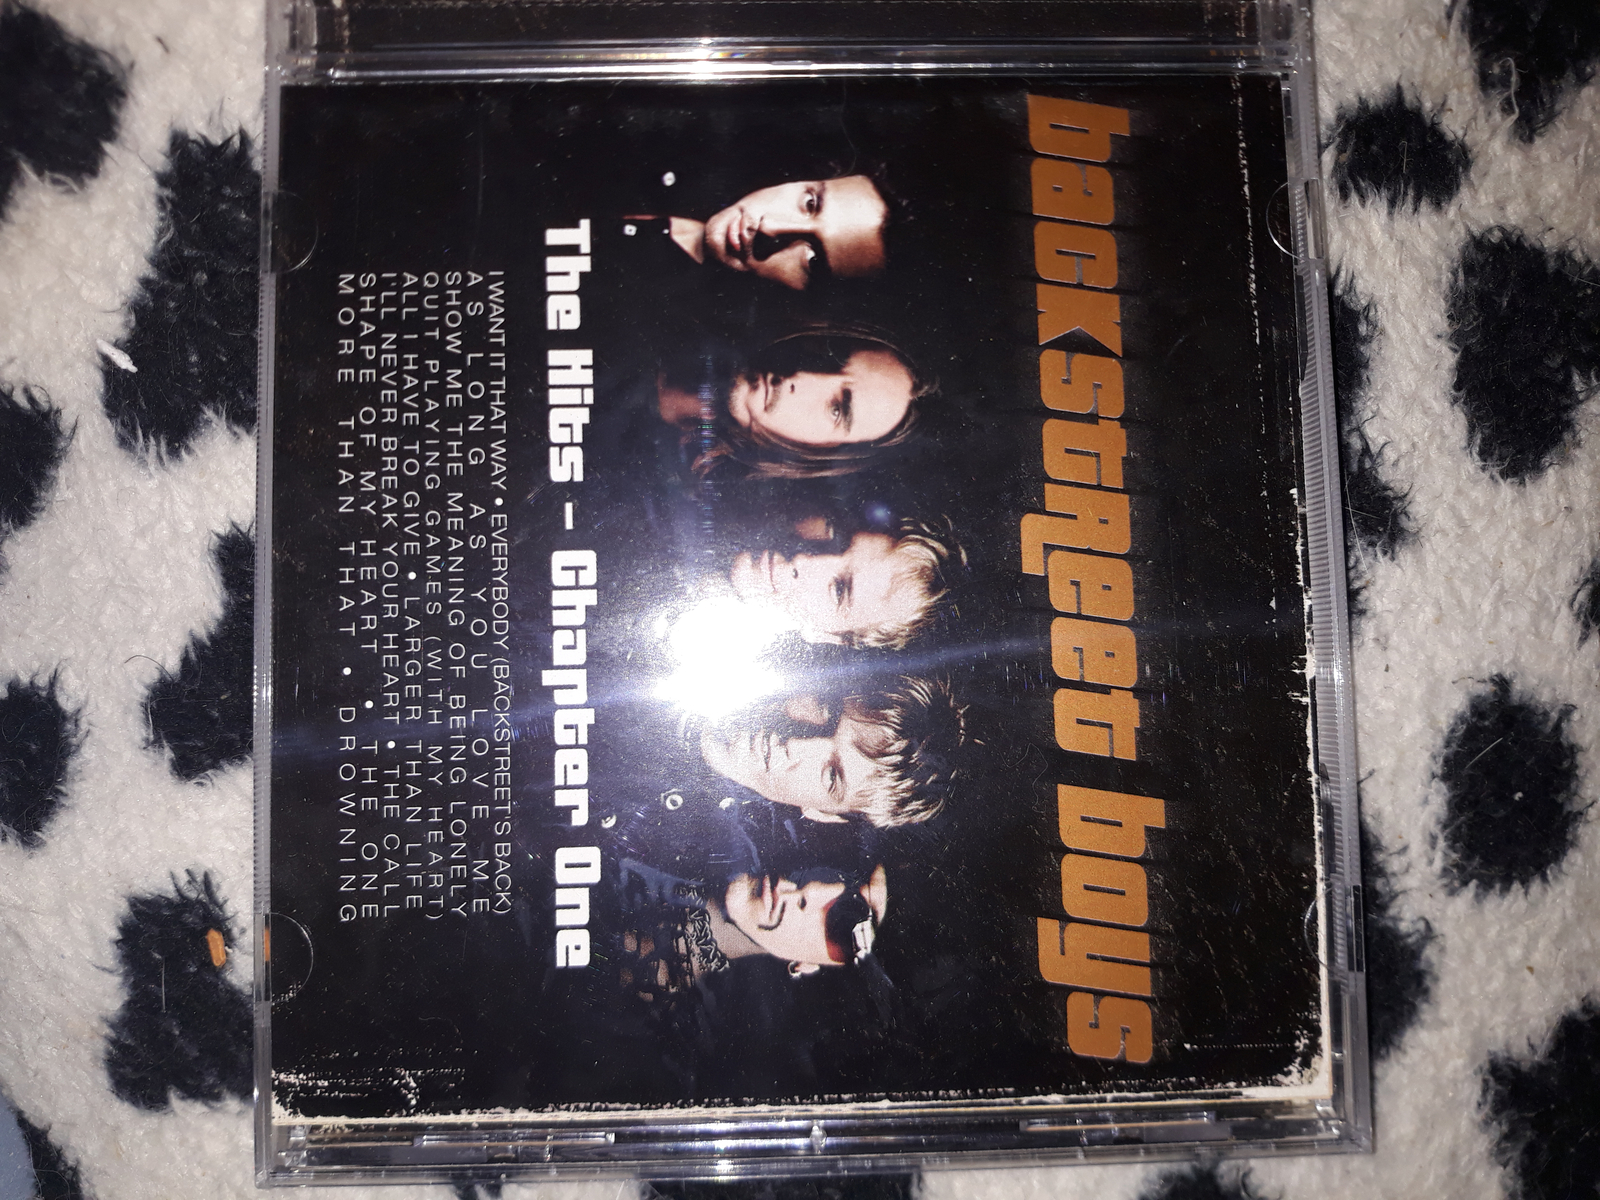 backstreet boys
The Hits – Chapter One
I WANT IT THAT WAY • EVERYBODY (BACKSTREET'S BACK)
AS LONG AS YOU LOVE ME
SHOW ME THE MEANING OF BEING LONELY
QUIT PLAYING GAMES (WITH MY HEART)
ALL I HAVE TO GIVE • LARGER THAN LIFE
I'LL NEVER BREAK YOUR HEART • THE CALL
SHAPE OF MY HEART • THE ONE
MORE THAN THAT • DROWNING